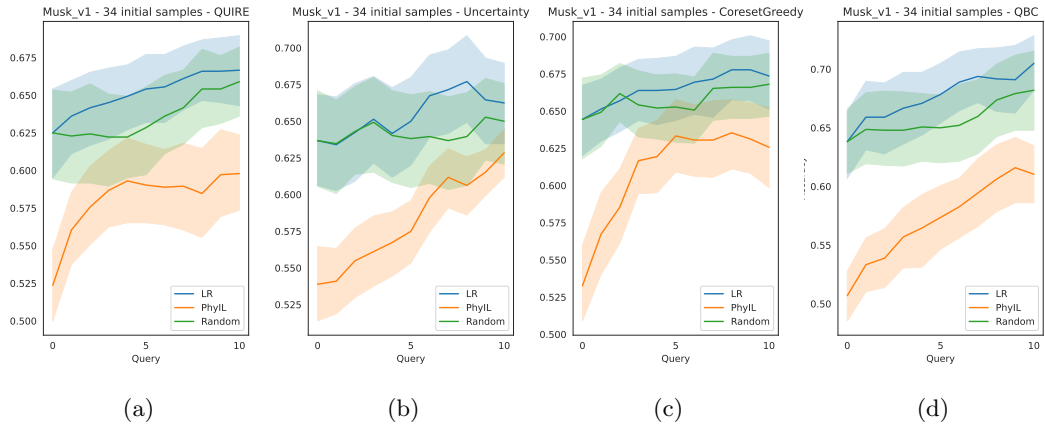 Musk_v1 - 34 initial samples - QUIRE
0.675
0.650
0.625
0.600
0.575
0.550
0.525
0.500
0
5
10
Query
LR
PhyIL
Random
(a)
Musk_v1 - 34 initial samples - Uncertainty
0.700
0.675
0.650
0.625
0.600
0.575
0.550
0.525
0
5
10
Query
LR
PhyIL
Random
(b)
Musk_v1 - 34 initial samples - CoresetGreedy
0.700
0.675
0.650
0.625
0.600
0.575
0.550
0.525
0.500
0
5
10
Query
LR
PhyIL
Random
(c)
Musk_v1 - 34 initial samples - QBC
0.70
0.65
0.60
0.55
0.50
0
5
10
Query
LR
PhyIL
Random
(d)